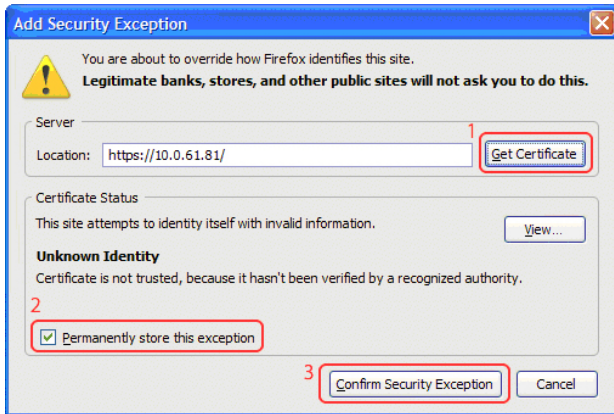 Add Security Exception
You are about to override how Firefox identifies this site.
Legitimate banks, stores, and other public sites will not ask you to do this.
Server
1
Location: https://10.0.61.81/ Get Certificate
Certificate Status
This site attempts to identity itself with invalid information.
View...
Unknown Identity
Certificate is not trusted, because it hasn't been verified by a recognized authority.
2
Permanently store this exception
3 Confirm Security Exception Cancel